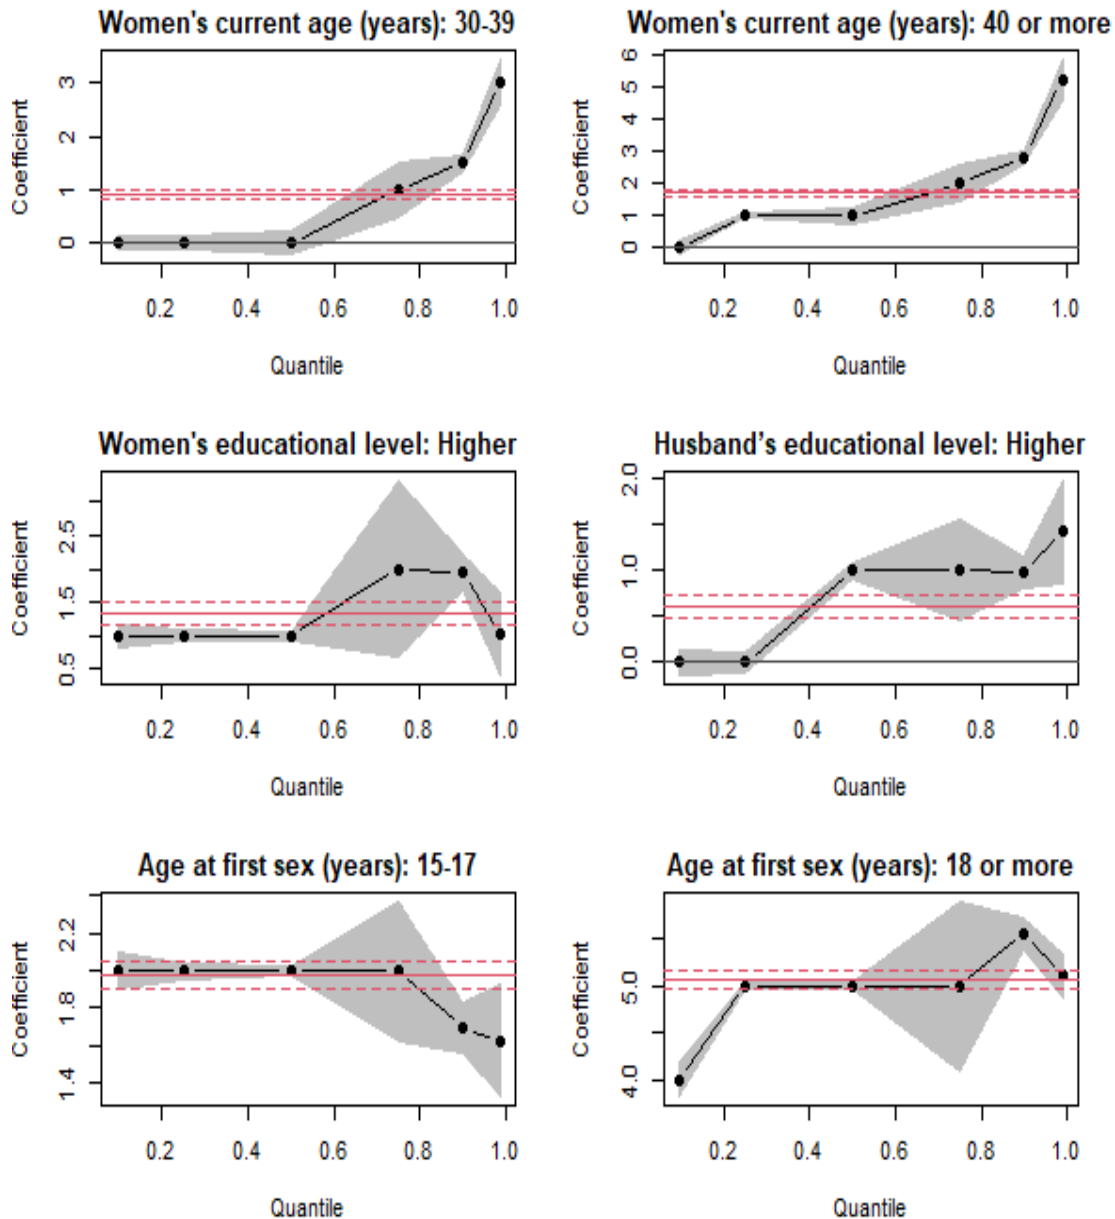 Women's current age (years): 30-39
Coefficient
3
2
1
0
0.2 0.4 0.6 0.8 1.0
Quantile
Women's current age (years): 40 or more
Coefficient
6
5
4
3
2
1
0
0.2 0.4 0.6 0.8 1.0
Quantile
Women's educational level: Higher
Coefficient
2.5
1.5
0.5
0.2 0.4 0.6 0.8 1.0
Quantile
Husband’s educational level: Higher
Coefficient
2.0
1.0
0.0
0.2 0.4 0.6 0.8 1.0
Quantile
Age at first sex (years): 15-17
Coefficient
2.2
1.8
1.4
0.2 0.4 0.6 0.8 1.0
Quantile
Age at first sex (years): 18 or more
Coefficient
5.0
4.0
0.2 0.4 0.6 0.8 1.0
Quantile